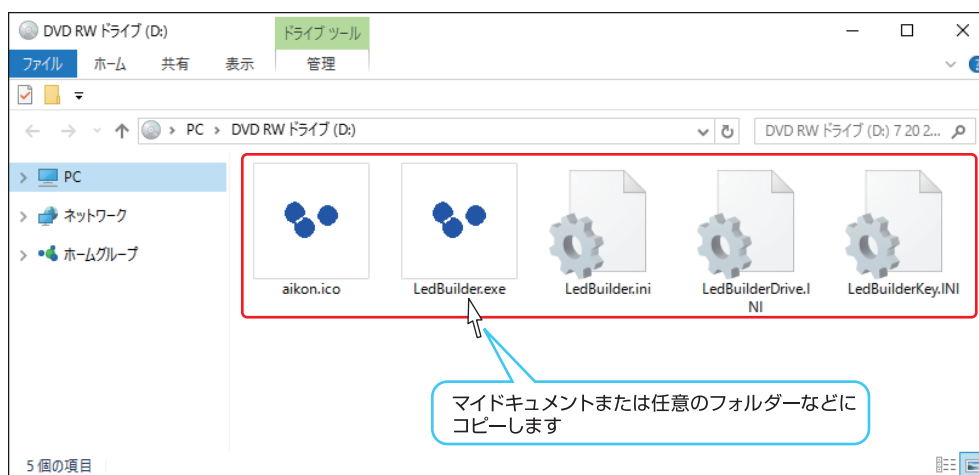 DVD RW ドライブ (D:)
ドライブ ツール
ファイル ホーム 共有 表示 管理
PC › DVD RW ドライブ (D:)
DVD RW ドライブ (D:) 7 20 2...
PC
ネットワーク
ホームグループ
aikon.ico
LedBuilder.exe
LedBuilder.ini
LedBuilderDrive.I
NI
LedBuilderKey.INI
マイドキュメントまたは任意のフォルダーなどに
コピーします
5 個の項目